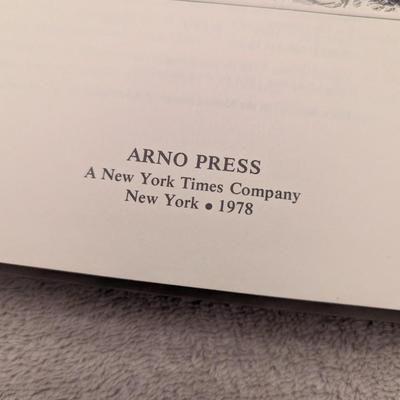 ARNO PRESS
A New York Times Company
New York • 1978